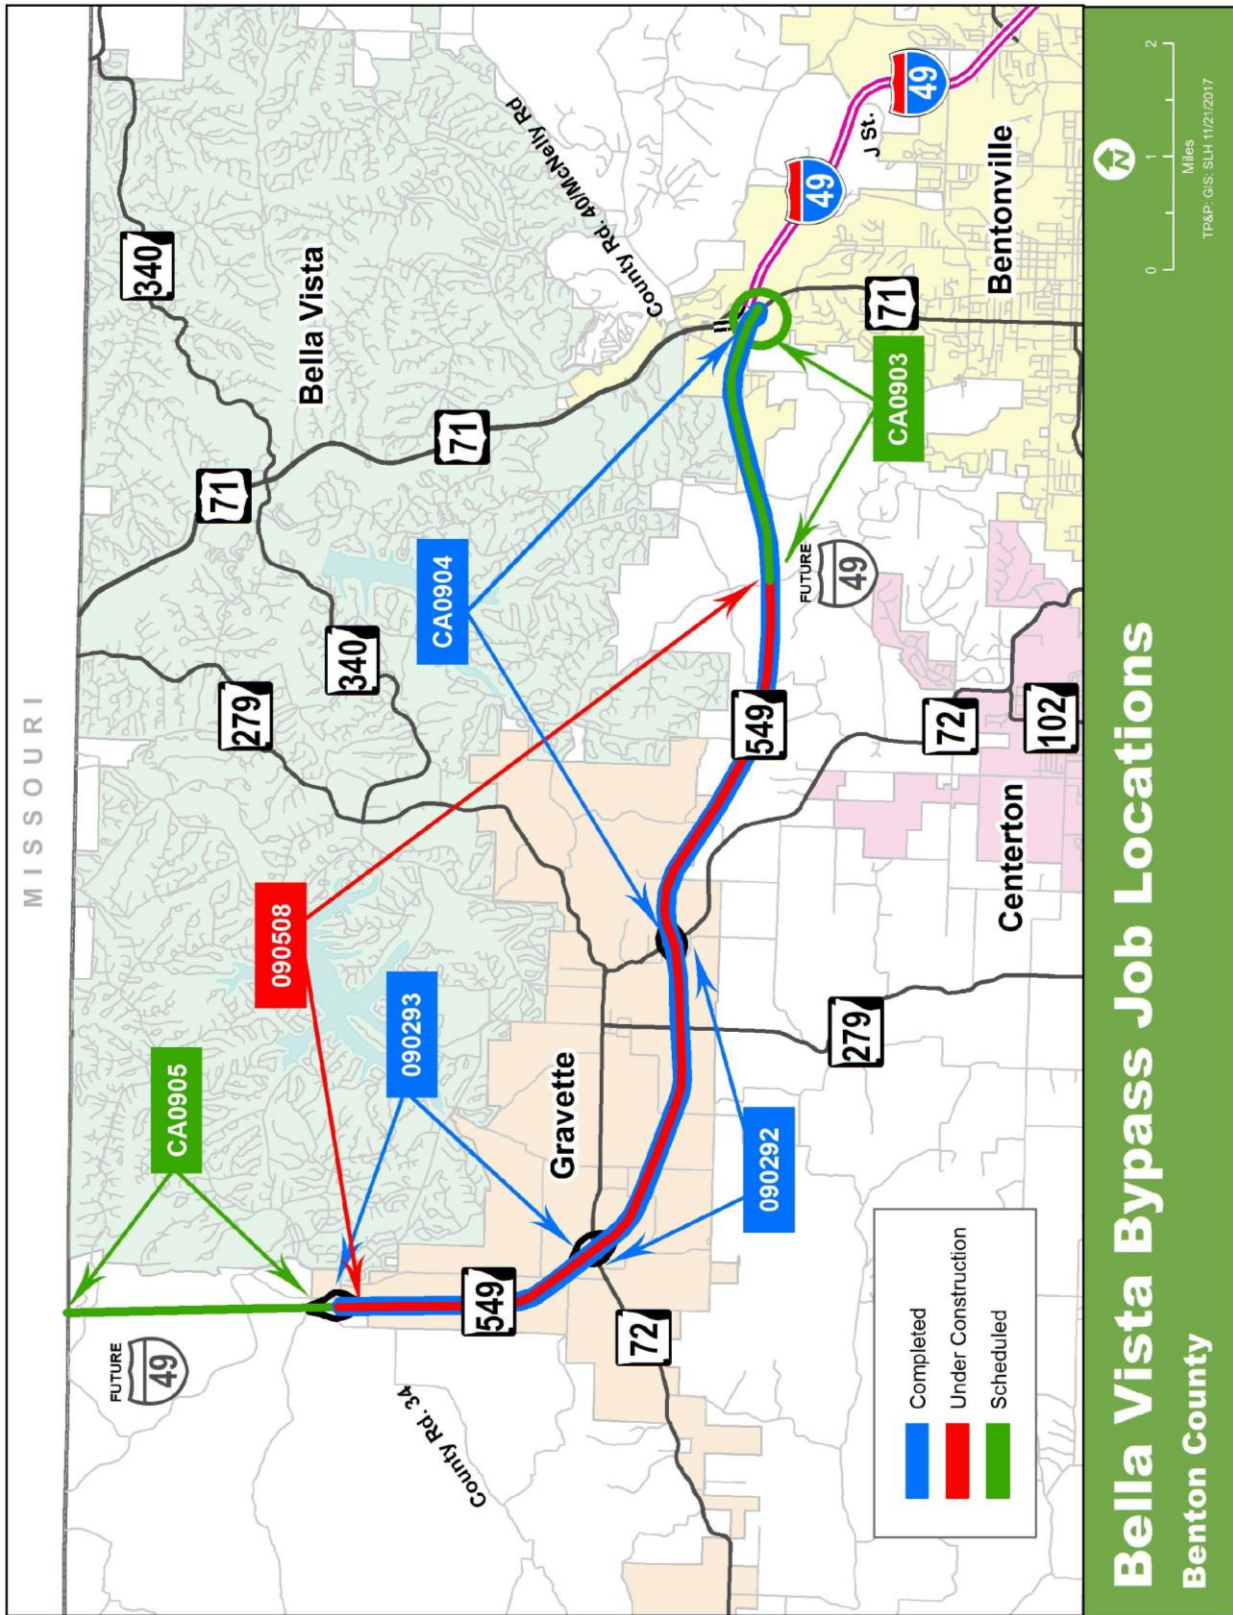 MISSOURI
FUTURE
49
CA0905
090508
279
71
340
340
Bella Vista
090293
71
CA0904
County Rd. 40/McNelly Rd
County Rd. 34
549
Gravette
72
090292
549
FUTURE
49
CA0903
71
49
J St.
49
279
72
102
Centerton
Bentonville
Completed
Under Construction
Scheduled
N
0 1 2
Miles
TP&P: GIS: SLH 11/21/2017
Bella Vista Bypass Job Locations
Benton County